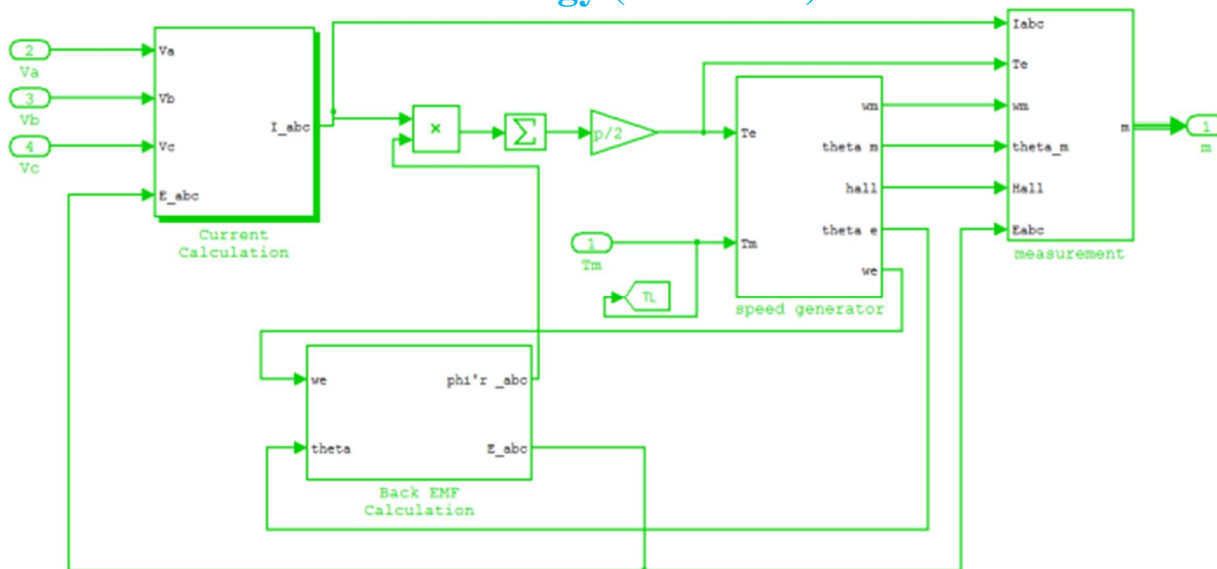 2
Va
3
Vb
4
Vc
Va
Vb
Vc
E_abc
I_abc
Current
Calculation
×
Σ
p/2
1
Tm
TL
Te
Tm
wm
theta m
hall
theta e
we
speed generator
Iabc
Te
Wm
theta_m
Hall
Eabc
m
measurement
1
m
we
theta
phi'r _abc
E_abc
Back EMF
Calculation